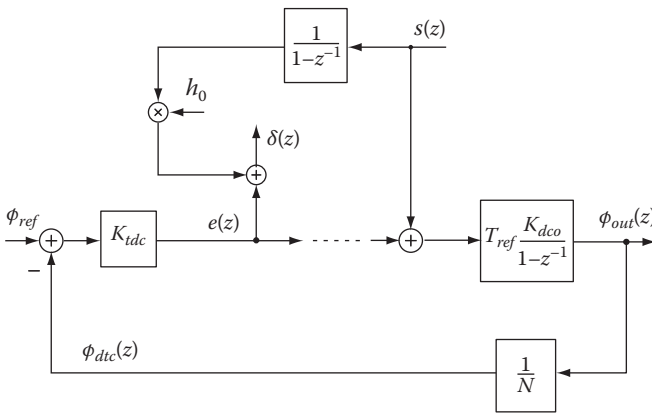 1
1–z⁻¹
s(z)
h₀
×
δ(z)
+
ϕref
+
–
Ktdc
e(z)
+
Tref Kdco
1–z⁻¹
ϕout(z)
ϕdtc(z)
1
N